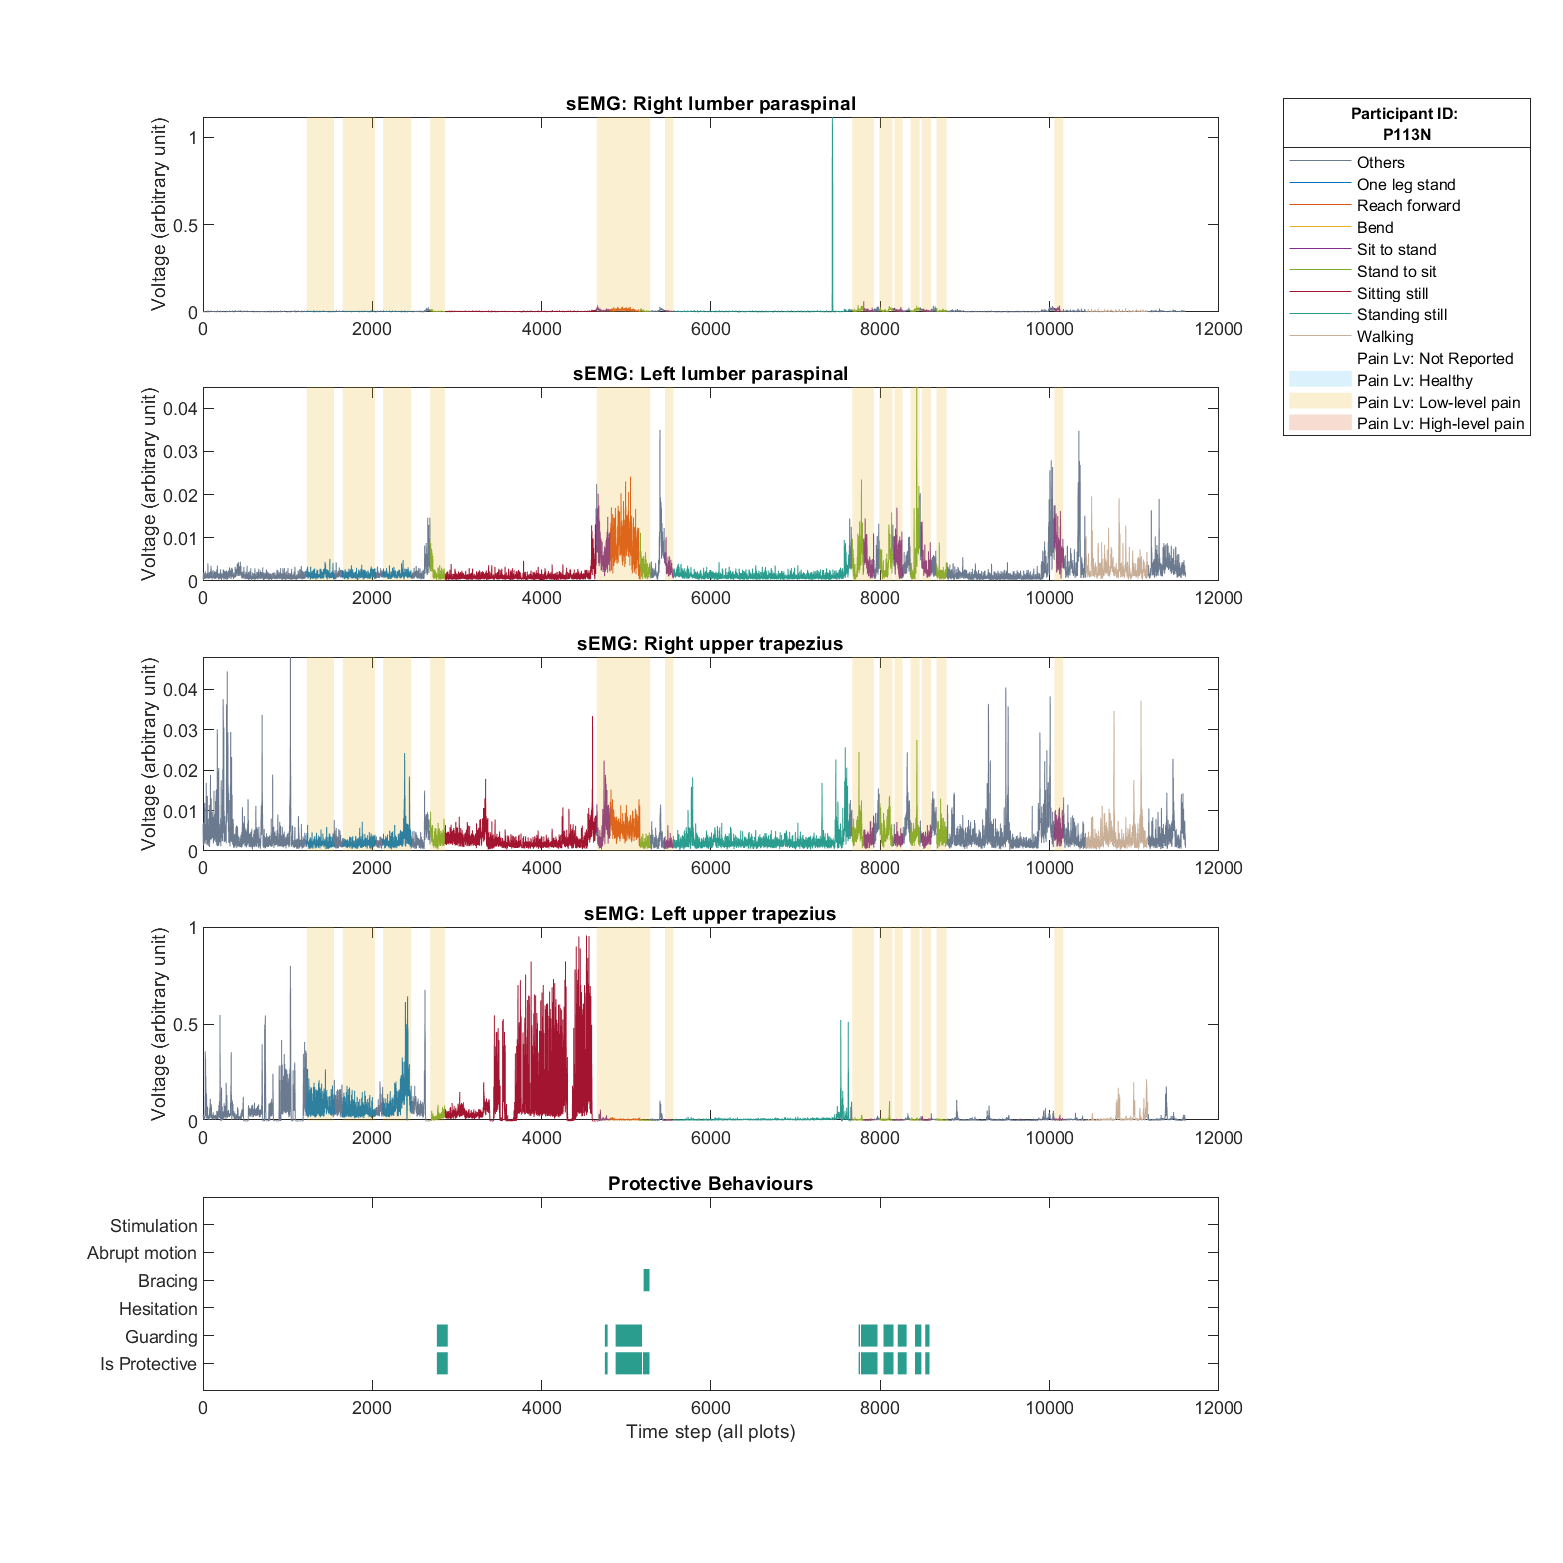 sEMG: Right lumber paraspinal
Voltage (arbitrary unit)
1
0.5
0
0 2000 4000 6000 8000 10000 12000
sEMG: Left lumber paraspinal
Voltage (arbitrary unit)
0.04
0.03
0.02
0.01
0
0 2000 4000 6000 8000 10000 12000
sEMG: Right upper trapezius
Voltage (arbitrary unit)
0.04
0.03
0.02
0.01
0
0 2000 4000 6000 8000 10000 12000
sEMG: Left upper trapezius
Voltage (arbitrary unit)
1
0.5
0
0 2000 4000 6000 8000 10000 12000
Protective Behaviours
Stimulation
Abrupt motion
Bracing
Hesitation
Guarding
Is Protective
0 2000 4000 6000 8000 10000 12000
Time step (all plots)
Participant ID:
P113N
Others
One leg stand
Reach forward
Bend
Sit to stand
Stand to sit
Sitting still
Standing still
Walking
Pain Lv: Not Reported
Pain Lv: Healthy
Pain Lv: Low-level pain
Pain Lv: High-level pain